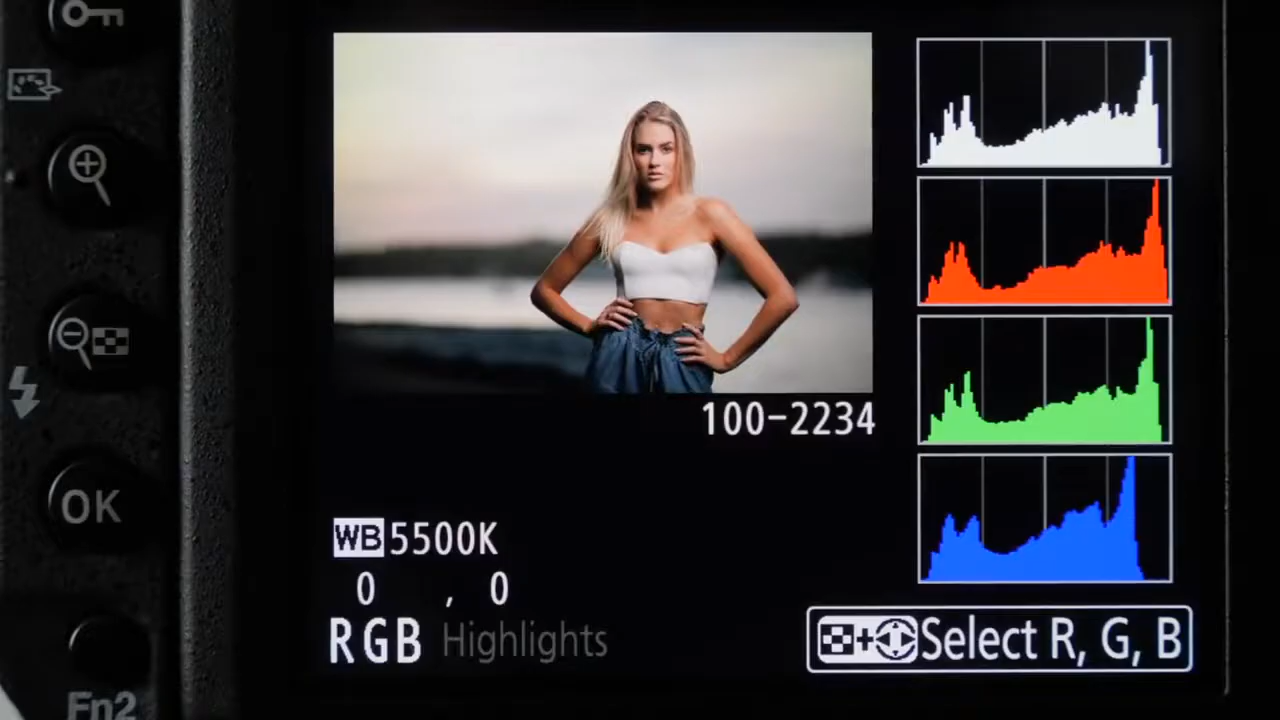 100-2234
WB 5500K
0 , 0
RGB Highlights
Select R, G, B
OK
Fn2